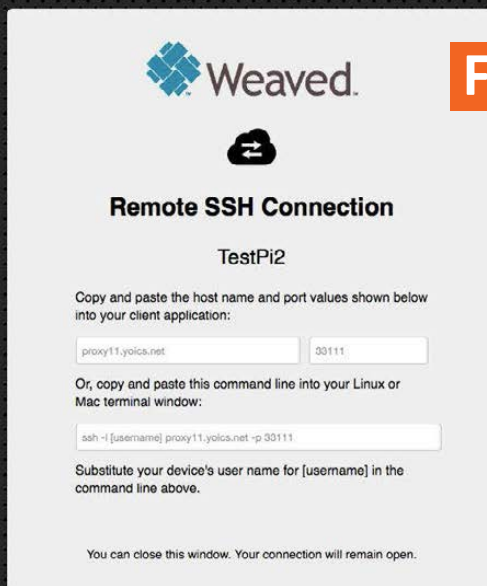 Weaved
F
Remote SSH Connection
TestPi2
Copy and paste the host name and port values shown below
into your client application:
proxy11.yoics.net 33111
Or, copy and paste this command line into your Linux or
Mac terminal window:
ssh -l [username] proxy11.yoics.net -p 33111
Substitute your device's user name for [username] in the
command line above.
You can close this window. Your connection will remain open.